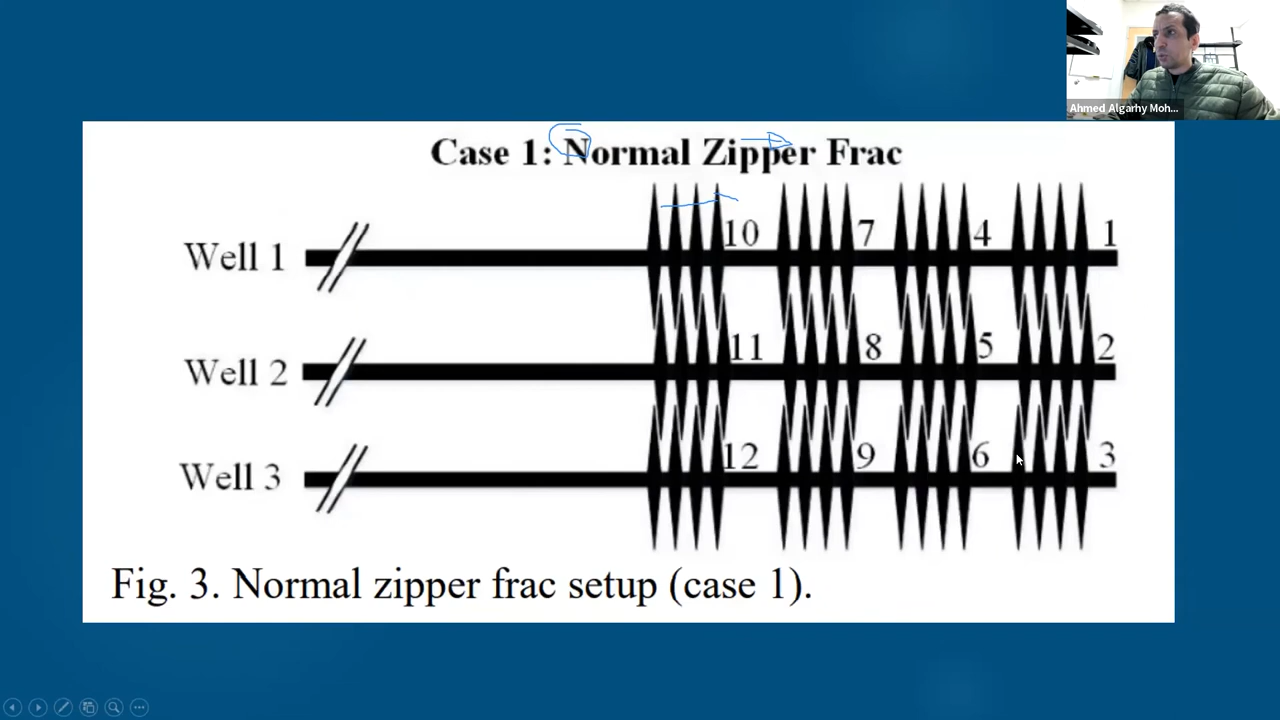 Ahmed Algarhy Moh...
Case 1: Normal Zipper Frac
10 7 4 1
Well 1
11 8 5 2
Well 2
12 9 6 3
Well 3
Fig. 3. Normal zipper frac setup (case 1).